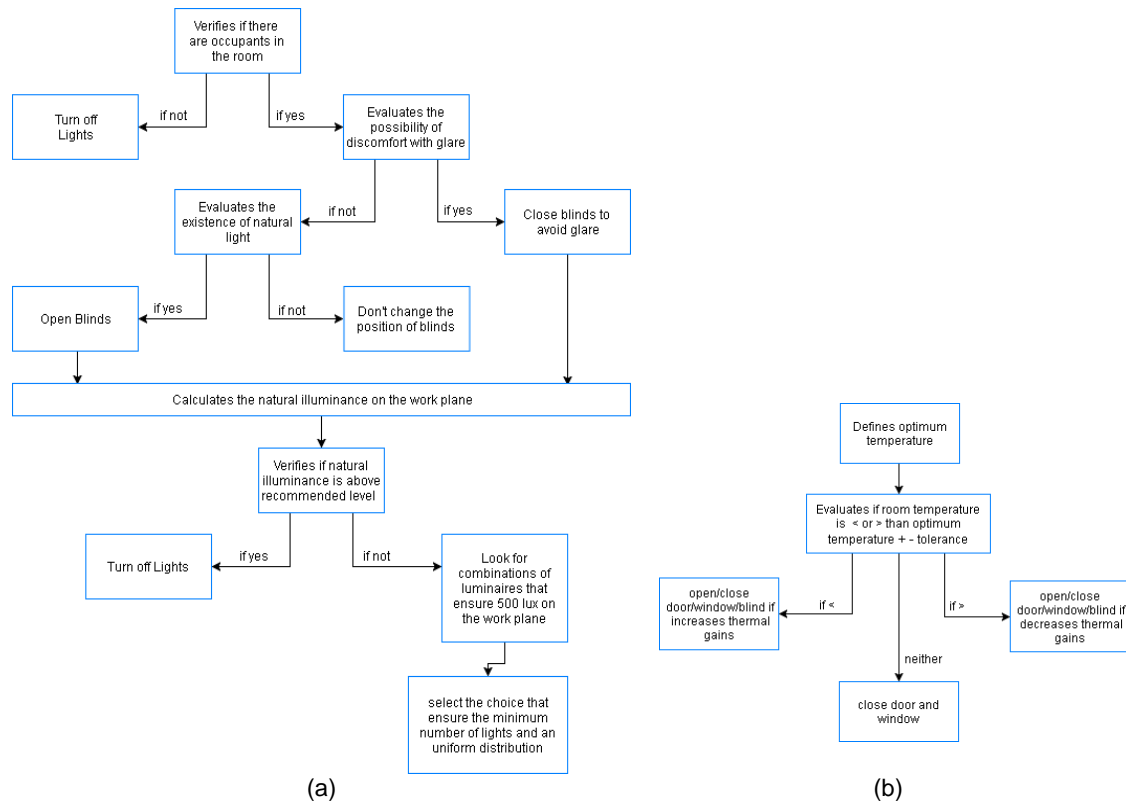 Verifies if there
are occupants in
the room
if not
if yes
Turn off
Lights
Evaluates the
possibility of
discomfort with glare
if not
if yes
Evaluates the
existence of natural
light
Close blinds to
avoid glare
if yes
if not
Open Blinds
Don't change the
position of blinds
Calculates the natural illuminance on the work plane
Verifies if natural
illuminance is above
recommended level
if yes
if not
Turn off Lights
Look for
combinations of
luminaires that
ensure 500 lux on
the work plane
select the choice that
ensure the minimum
number of lights and an
uniform distribution
(a)
Defines optimum
temperature
Evaluates if room temperature
is < or > than optimum
temperature + - tolerance
if <
if >
open/close
door/window/blind if
increases thermal
gains
open/close
door/window/blind if
decreases thermal
gains
neither
close door and
window
(b)